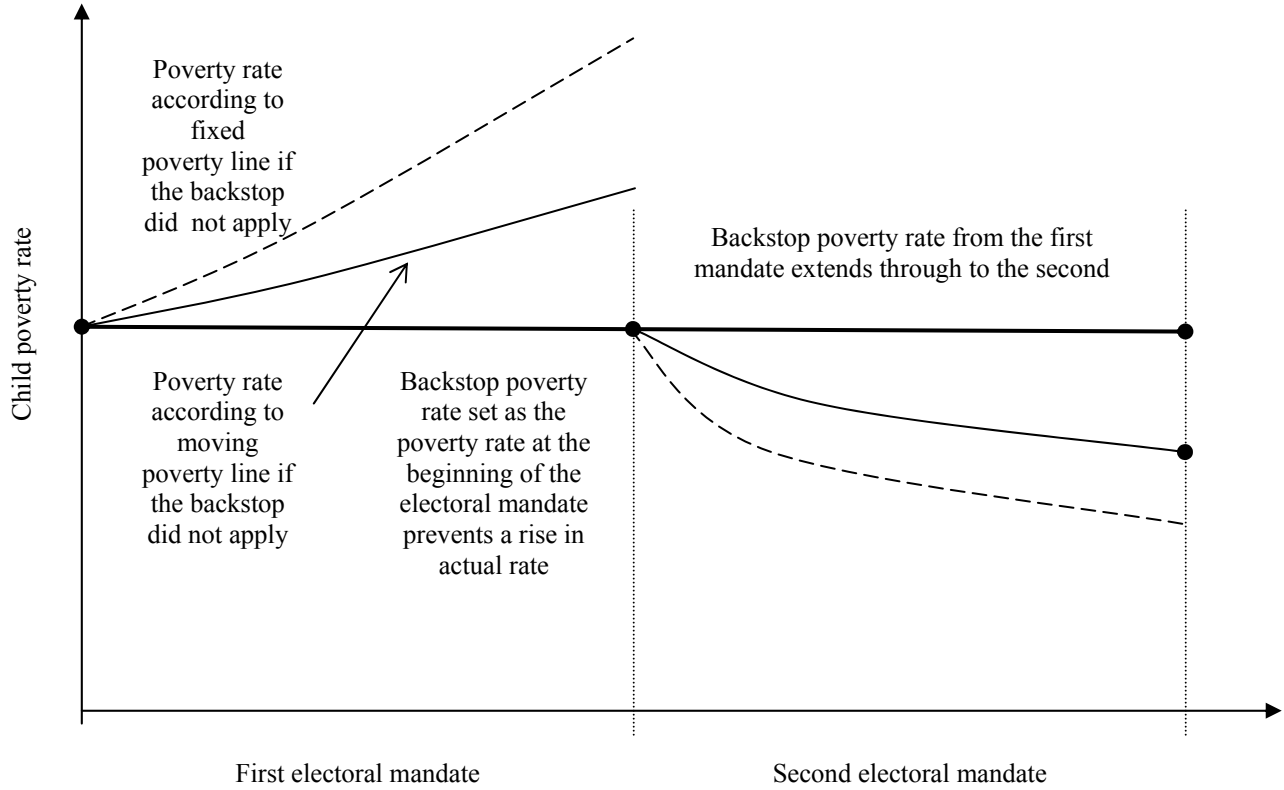 Child poverty rate
Poverty rate
according to
fixed
poverty line if
the backstop
did  not apply
Backstop poverty rate from the first
mandate extends through to the second
Poverty rate
according to
moving
poverty line if
the backstop
did not apply
Backstop poverty
rate set as the
poverty rate at the
beginning of the
electoral mandate
prevents a rise in
actual rate
First electoral mandate
Second electoral mandate